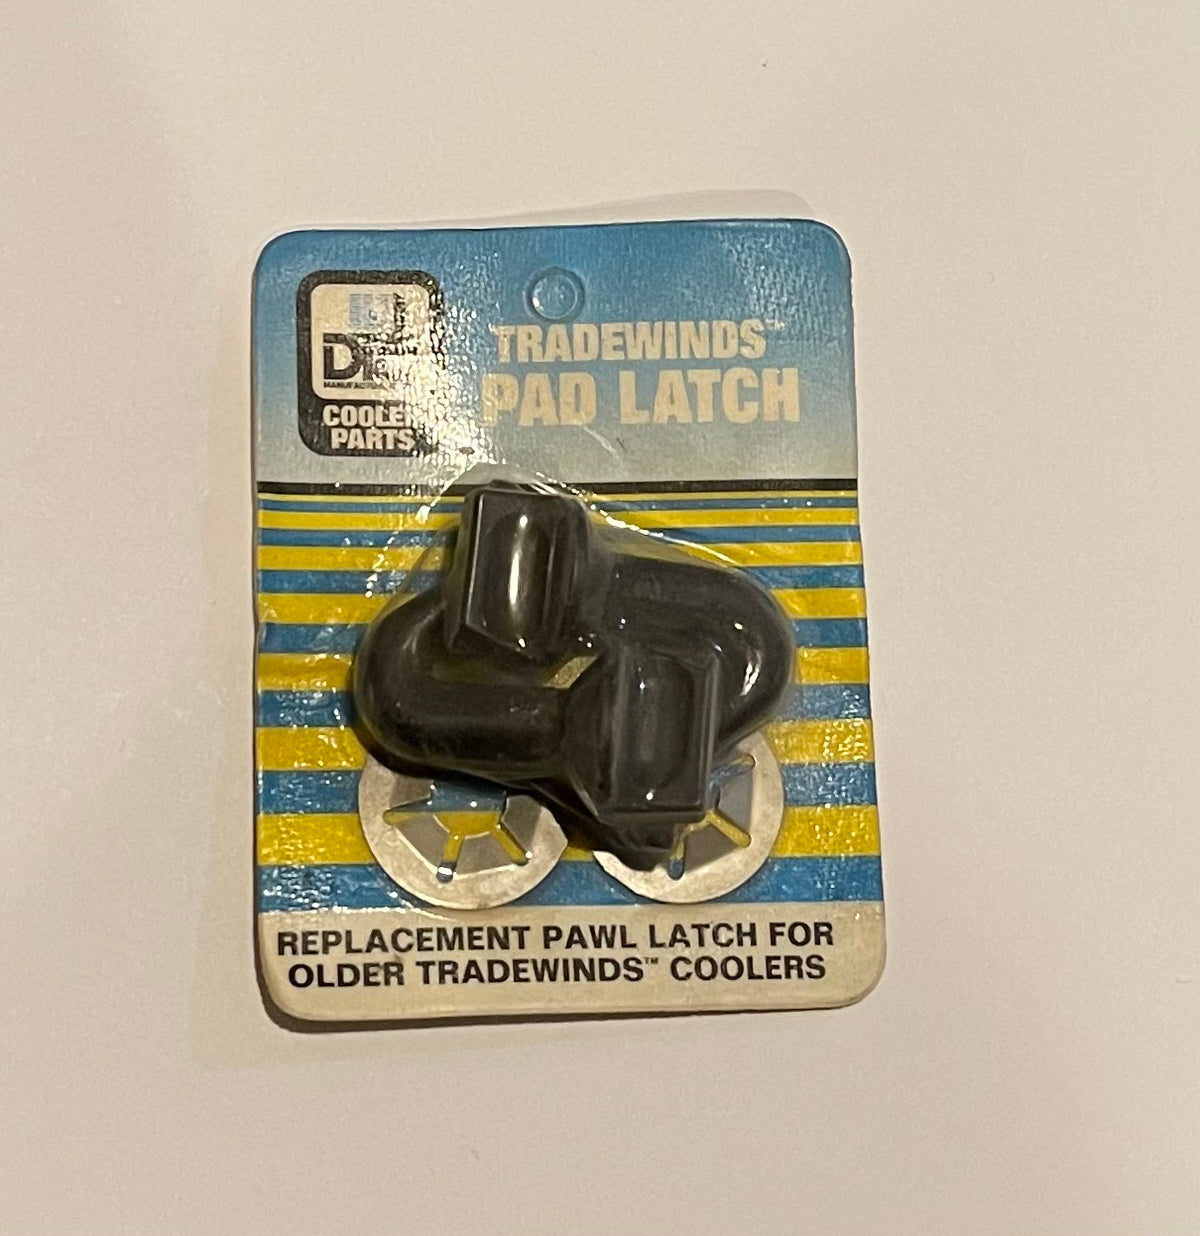 TRADEWINDS™
PAD LATCH
COOLER
PARTS
REPLACEMENT PAWL LATCH FOR
OLDER TRADEWINDS™ COOLERS